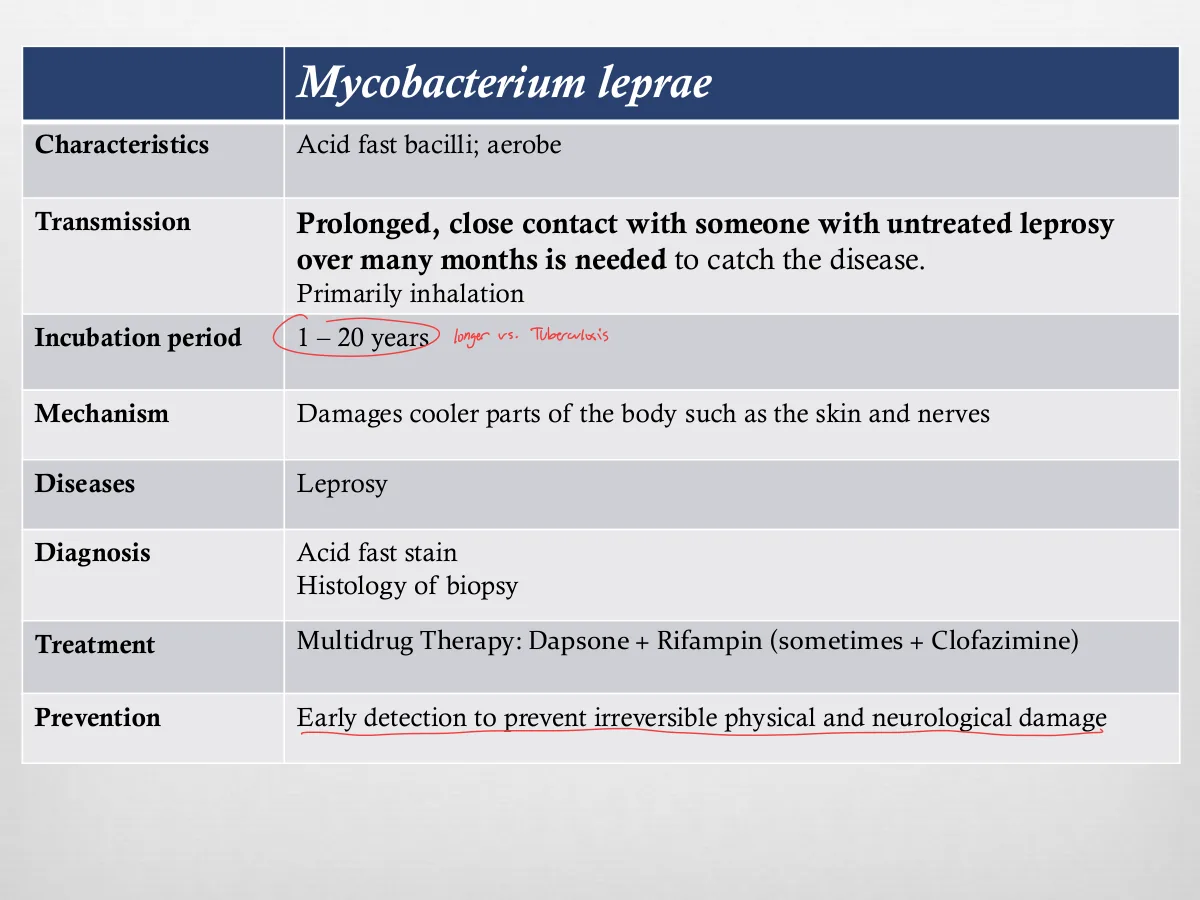 Mycobacterium leprae
Characteristics
Acid fast bacilli; aerobe
Transmission
Prolonged, close contact with someone with untreated leprosy
over many months is needed to catch the disease.
Primarily inhalation
Incubation period
1 – 20 years longer vs. Tuberculosis
Mechanism
Damages cooler parts of the body such as the skin and nerves
Diseases
Leprosy
Diagnosis
Acid fast stain
Histology of biopsy
Treatment
Multidrug Therapy: Dapsone + Rifampin (sometimes + Clofazimine)
Prevention
Early detection to prevent irreversible physical and neurological damage